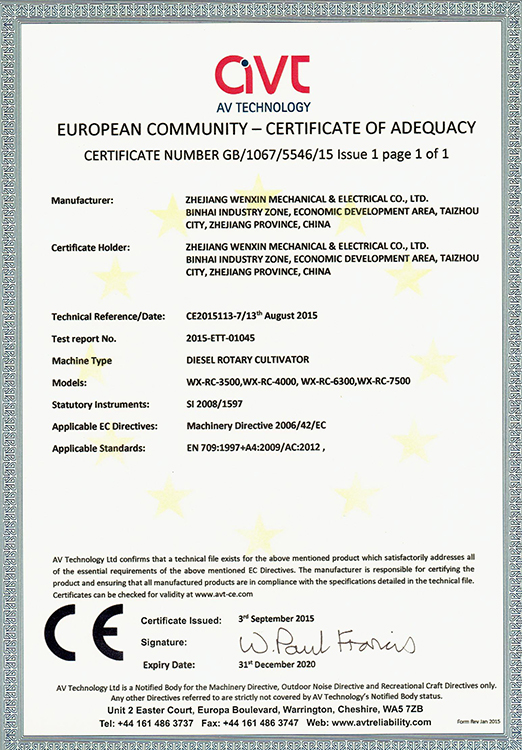 avt
AV TECHNOLOGY
EUROPEAN COMMUNITY – CERTIFICATE OF ADEQUACY
CERTIFICATE NUMBER GB/1067/5546/15 Issue 1 page 1 of 1
Manufacturer: ZHEJIANG WENXIN MECHANICAL & ELECTRICAL CO., LTD.
BINHAI INDUSTRY ZONE, ECONOMIC DEVELOPMENT AREA, TAIZHOU
CITY, ZHEJIANG PROVINCE, CHINA
Certificate Holder: ZHEJIANG WENXIN MECHANICAL & ELECTRICAL CO., LTD.
BINHAI INDUSTRY ZONE, ECONOMIC DEVELOPMENT AREA, TAIZHOU
CITY, ZHEJIANG PROVINCE, CHINA
Technical Reference/Date: CE2015113-7/13th August 2015
Test report No. 2015-ETT-01045
Machine Type DIESEL ROTARY CULTIVATOR
Models: WX-RC-3500,WX-RC-4000, WX-RC-6300,WX-RC-7500
Statutory Instruments: SI 2008/1597
Applicable EC Directives: Machinery Directive 2006/42/EC
Applicable Standards: EN 709:1997+A4:2009/AC:2012 ,
AV Technology Ltd confirms that a technical file exists for the above mentioned product which satisfactorily addresses all
of the essential requirements of the above mentioned EC Directives. The manufacturer is responsible for certifying the
product and ensuring that all manufactured products are in compliance with the specifications detailed in the technical file.
Certificates can be checked for validity at www.avt-ce.com
CE
Certificate Issued: 3rd September 2015
Signature: W. Paul Francis
Expiry Date: 31st December 2020
AV Technology Ltd is a Notified Body for the Machinery Directive, Outdoor Noise Directive and Recreational Craft Directives only.
Any other Directives referred to are strictly not covered by AV Technology's Notified Body status.
Unit 2 Easter Court, Europa Boulevard, Warrington, Cheshire, WA5 7ZB
Tel: +44 161 486 3737 Fax: +44 161 486 3747 Web: www.avtreliability.com
Form Rev Jan 2015